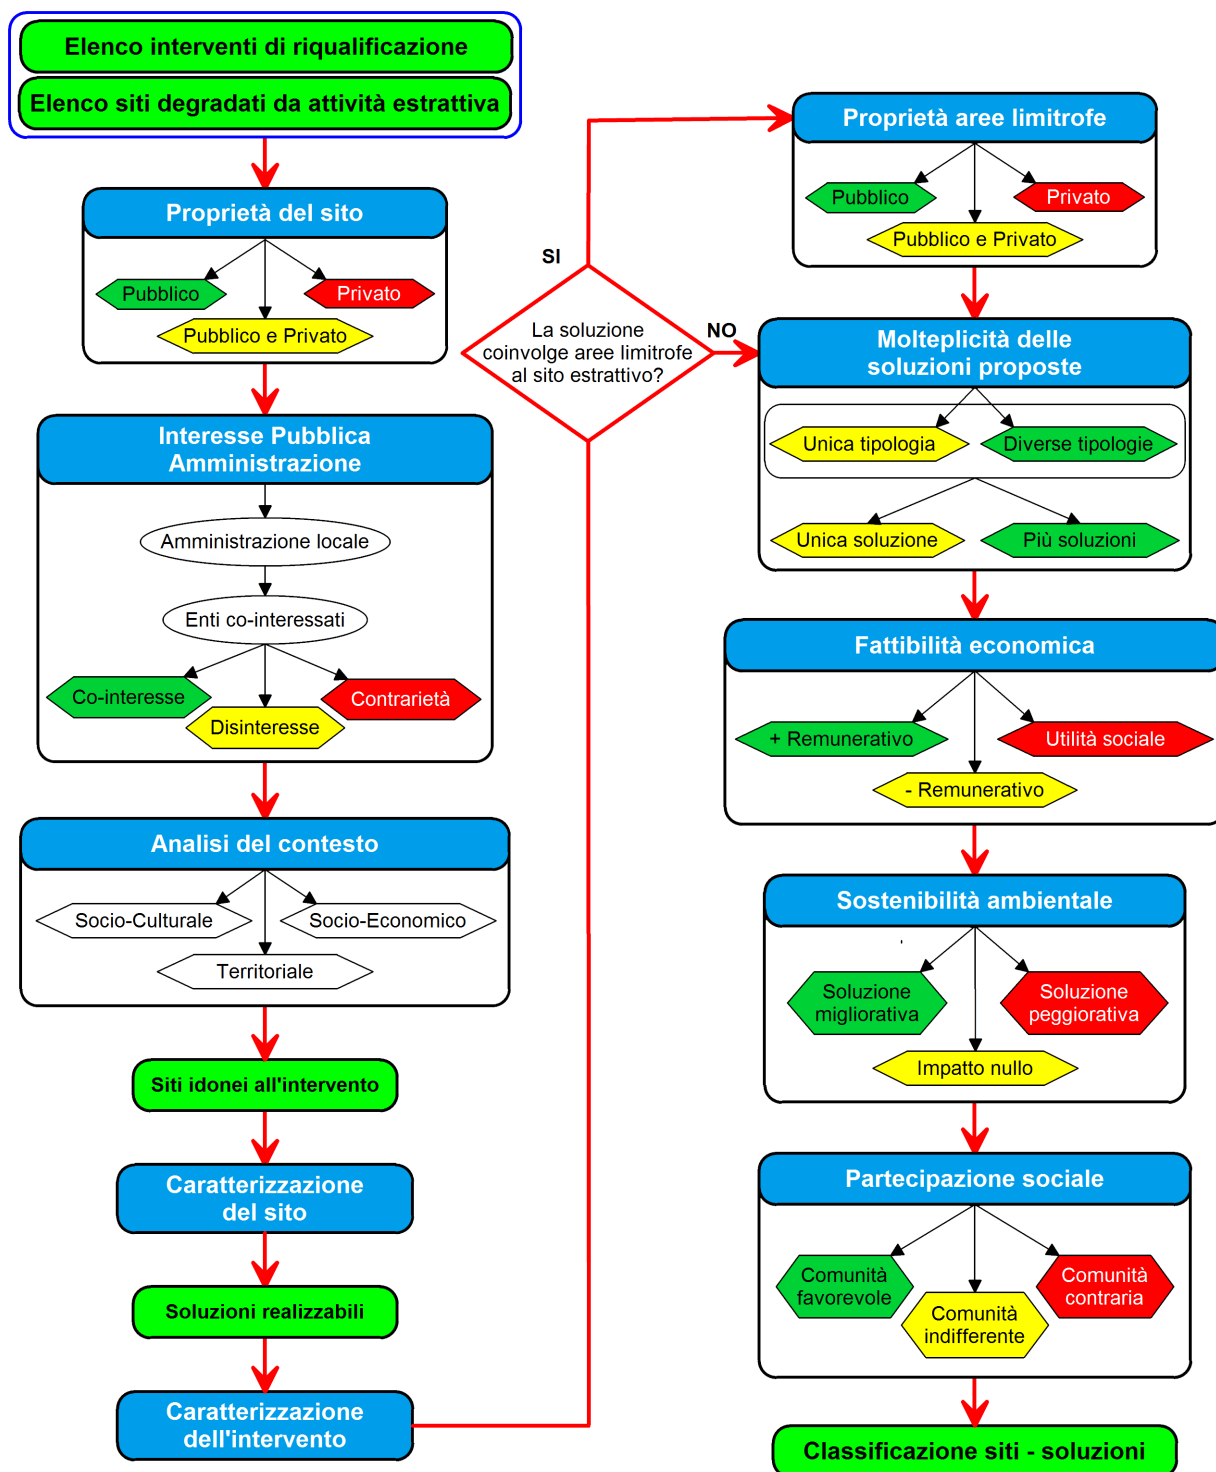 Elenco interventi di riqualificazione
Elenco siti degradati da attività estrattiva
Proprietà del sito
Pubblico
Privato
Pubblico e Privato
Interesse Pubblica
Amministrazione
Amministrazione locale
Enti co-interessati
Co-interesse
Contrarietà
Disinteresse
Analisi del contesto
Socio-Culturale
Socio-Economico
Territoriale
Siti idonei all'intervento
Caratterizzazione
del sito
Soluzioni realizzabili
Caratterizzazione
dell'intervento
SI
La soluzione
coinvolge aree limitrofe
al sito estrattivo?
NO
Proprietà aree limitrofe
Pubblico
Privato
Pubblico e Privato
Molteplicità delle
soluzioni proposte
Unica tipologia
Diverse tipologie
Unica soluzione
Più soluzioni
Fattibilità economica
+ Remunerativo
Utilità sociale
- Remunerativo
Sostenibilità ambientale
Soluzione
migliorativa
Soluzione
peggiorativa
Impatto nullo
Partecipazione sociale
Comunità
favorevole
Comunità
contraria
Comunità
indifferente
Classificazione siti - soluzioni